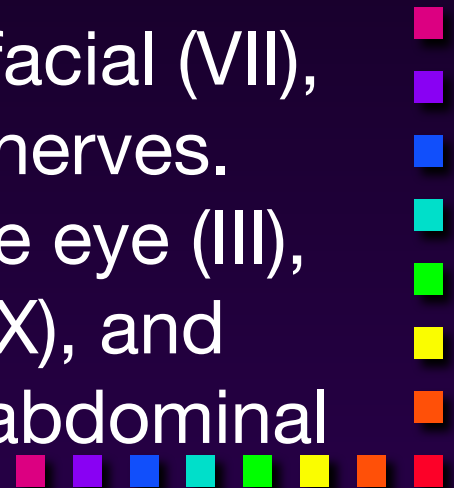 facial (VII),
nerves.
e eye (III),
X), and
abdominal